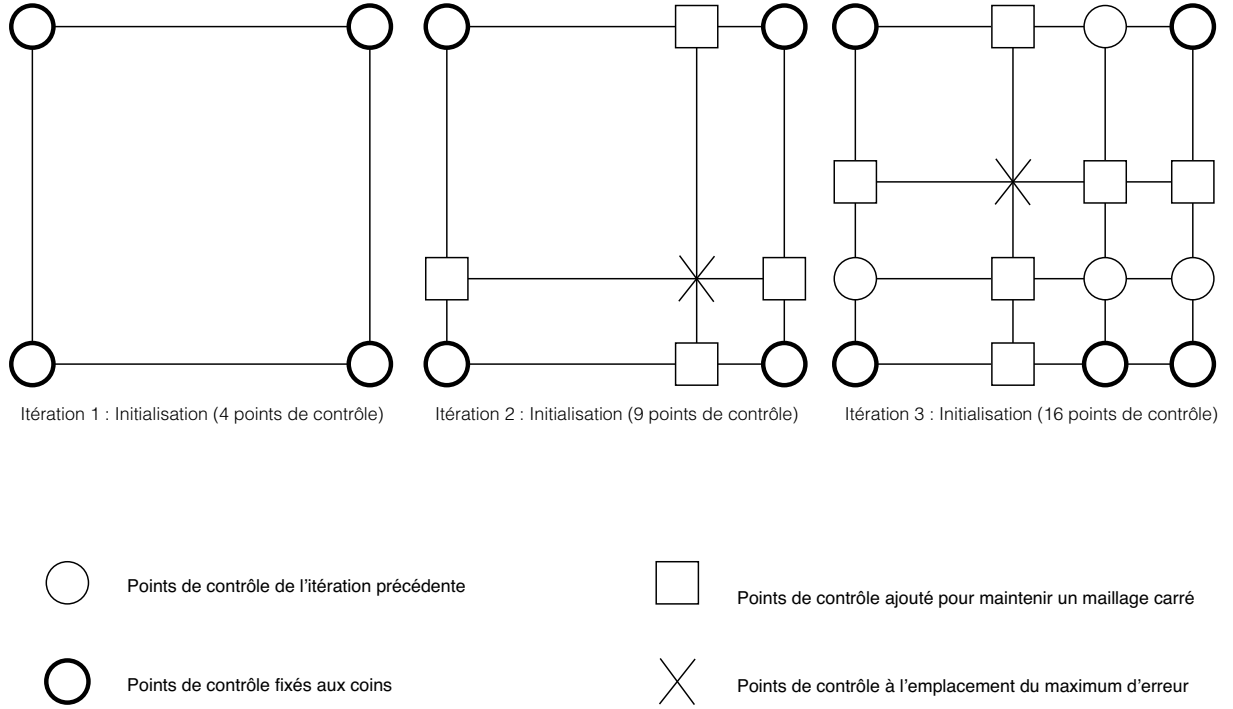 Itération 1 : Initialisation (4 points de contrôle)
Itération 2 : Initialisation (9 points de contrôle)
Itération 3 : Initialisation (16 points de contrôle)
Points de contrôle de l'itération précédente
Points de contrôle ajouté pour maintenir un maillage carré
Points de contrôle fixés aux coins
Points de contrôle à l'emplacement du maximum d'erreur